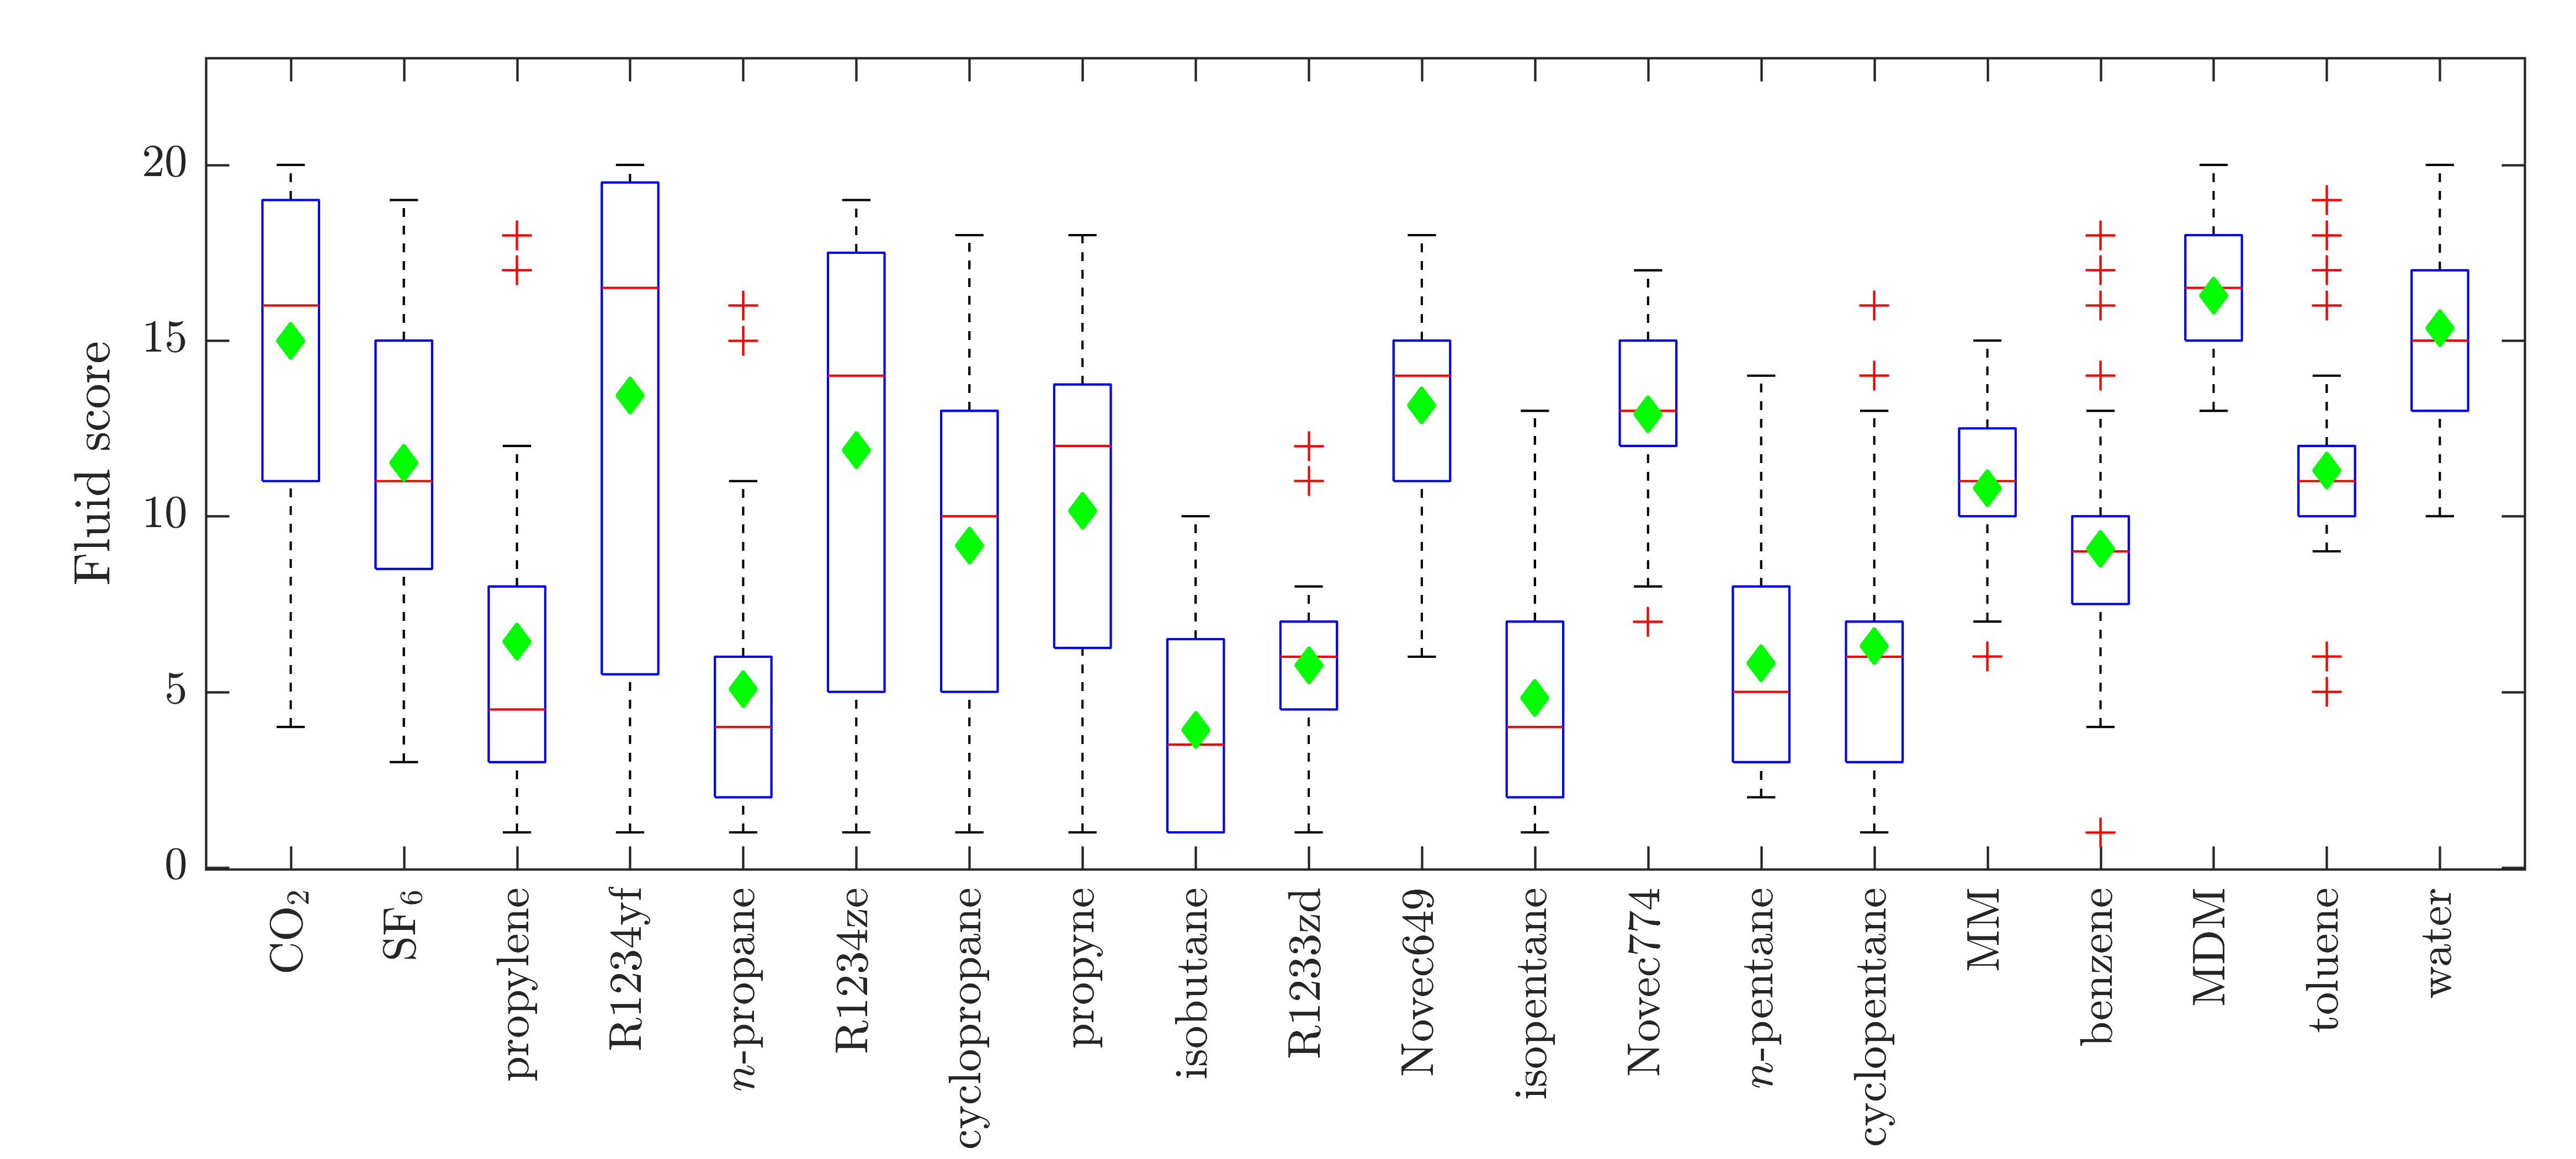 Fluid score
20
15
10
5
0
CO₂
SF₆
propylene
R1234yf
n-propane
R1234ze
cyclopropane
propyne
isobutane
R1233zd
Novec649
isopentane
Novec774
n-pentane
cyclopentane
MM
benzene
MDM
toluene
water